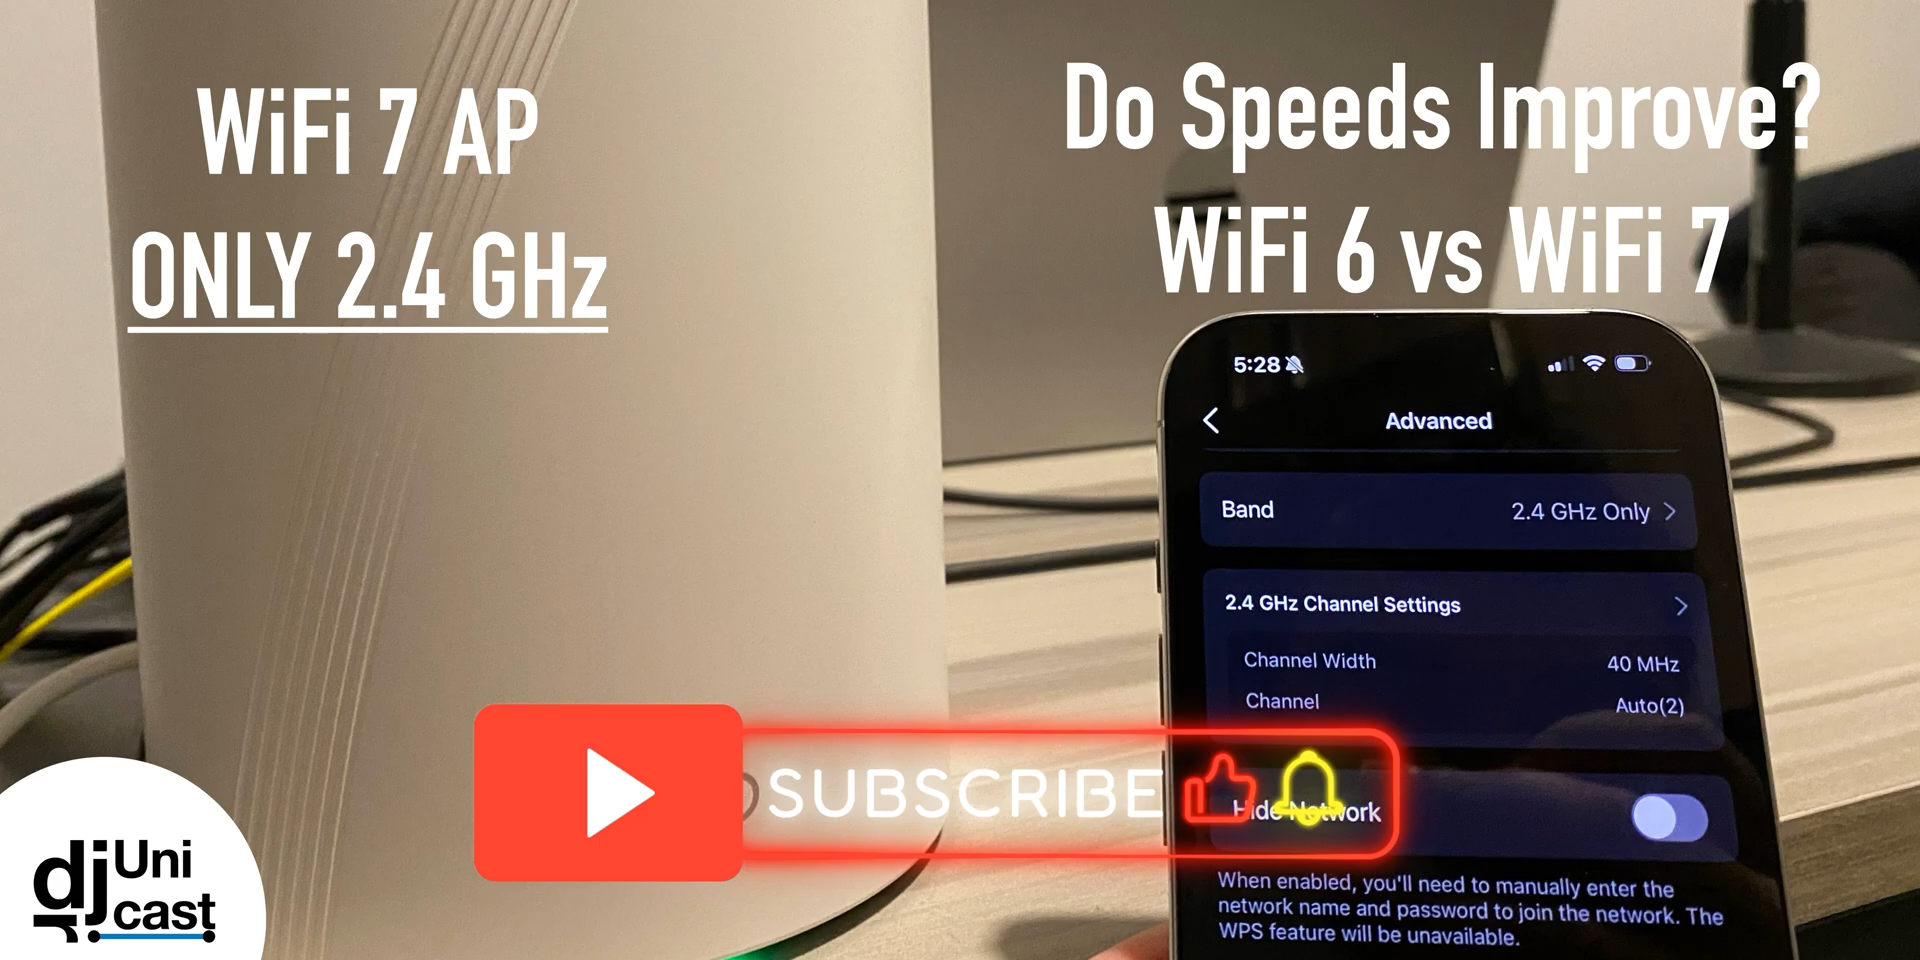 WiFi 7 AP
ONLY 2.4 GHz
Do Speeds Improve?
WiFi 6 vs WiFi 7
5:28
Advanced
Band 2.4 GHz Only
2.4 GHz Channel Settings
Channel Width 40 MHz
Channel Auto(2)
SUBSCRIBE
Hide Network
When enabled, you'll need to manually enter the
network name and password to join the network. The
WPS feature will be unavailable.
dj Uni
cast